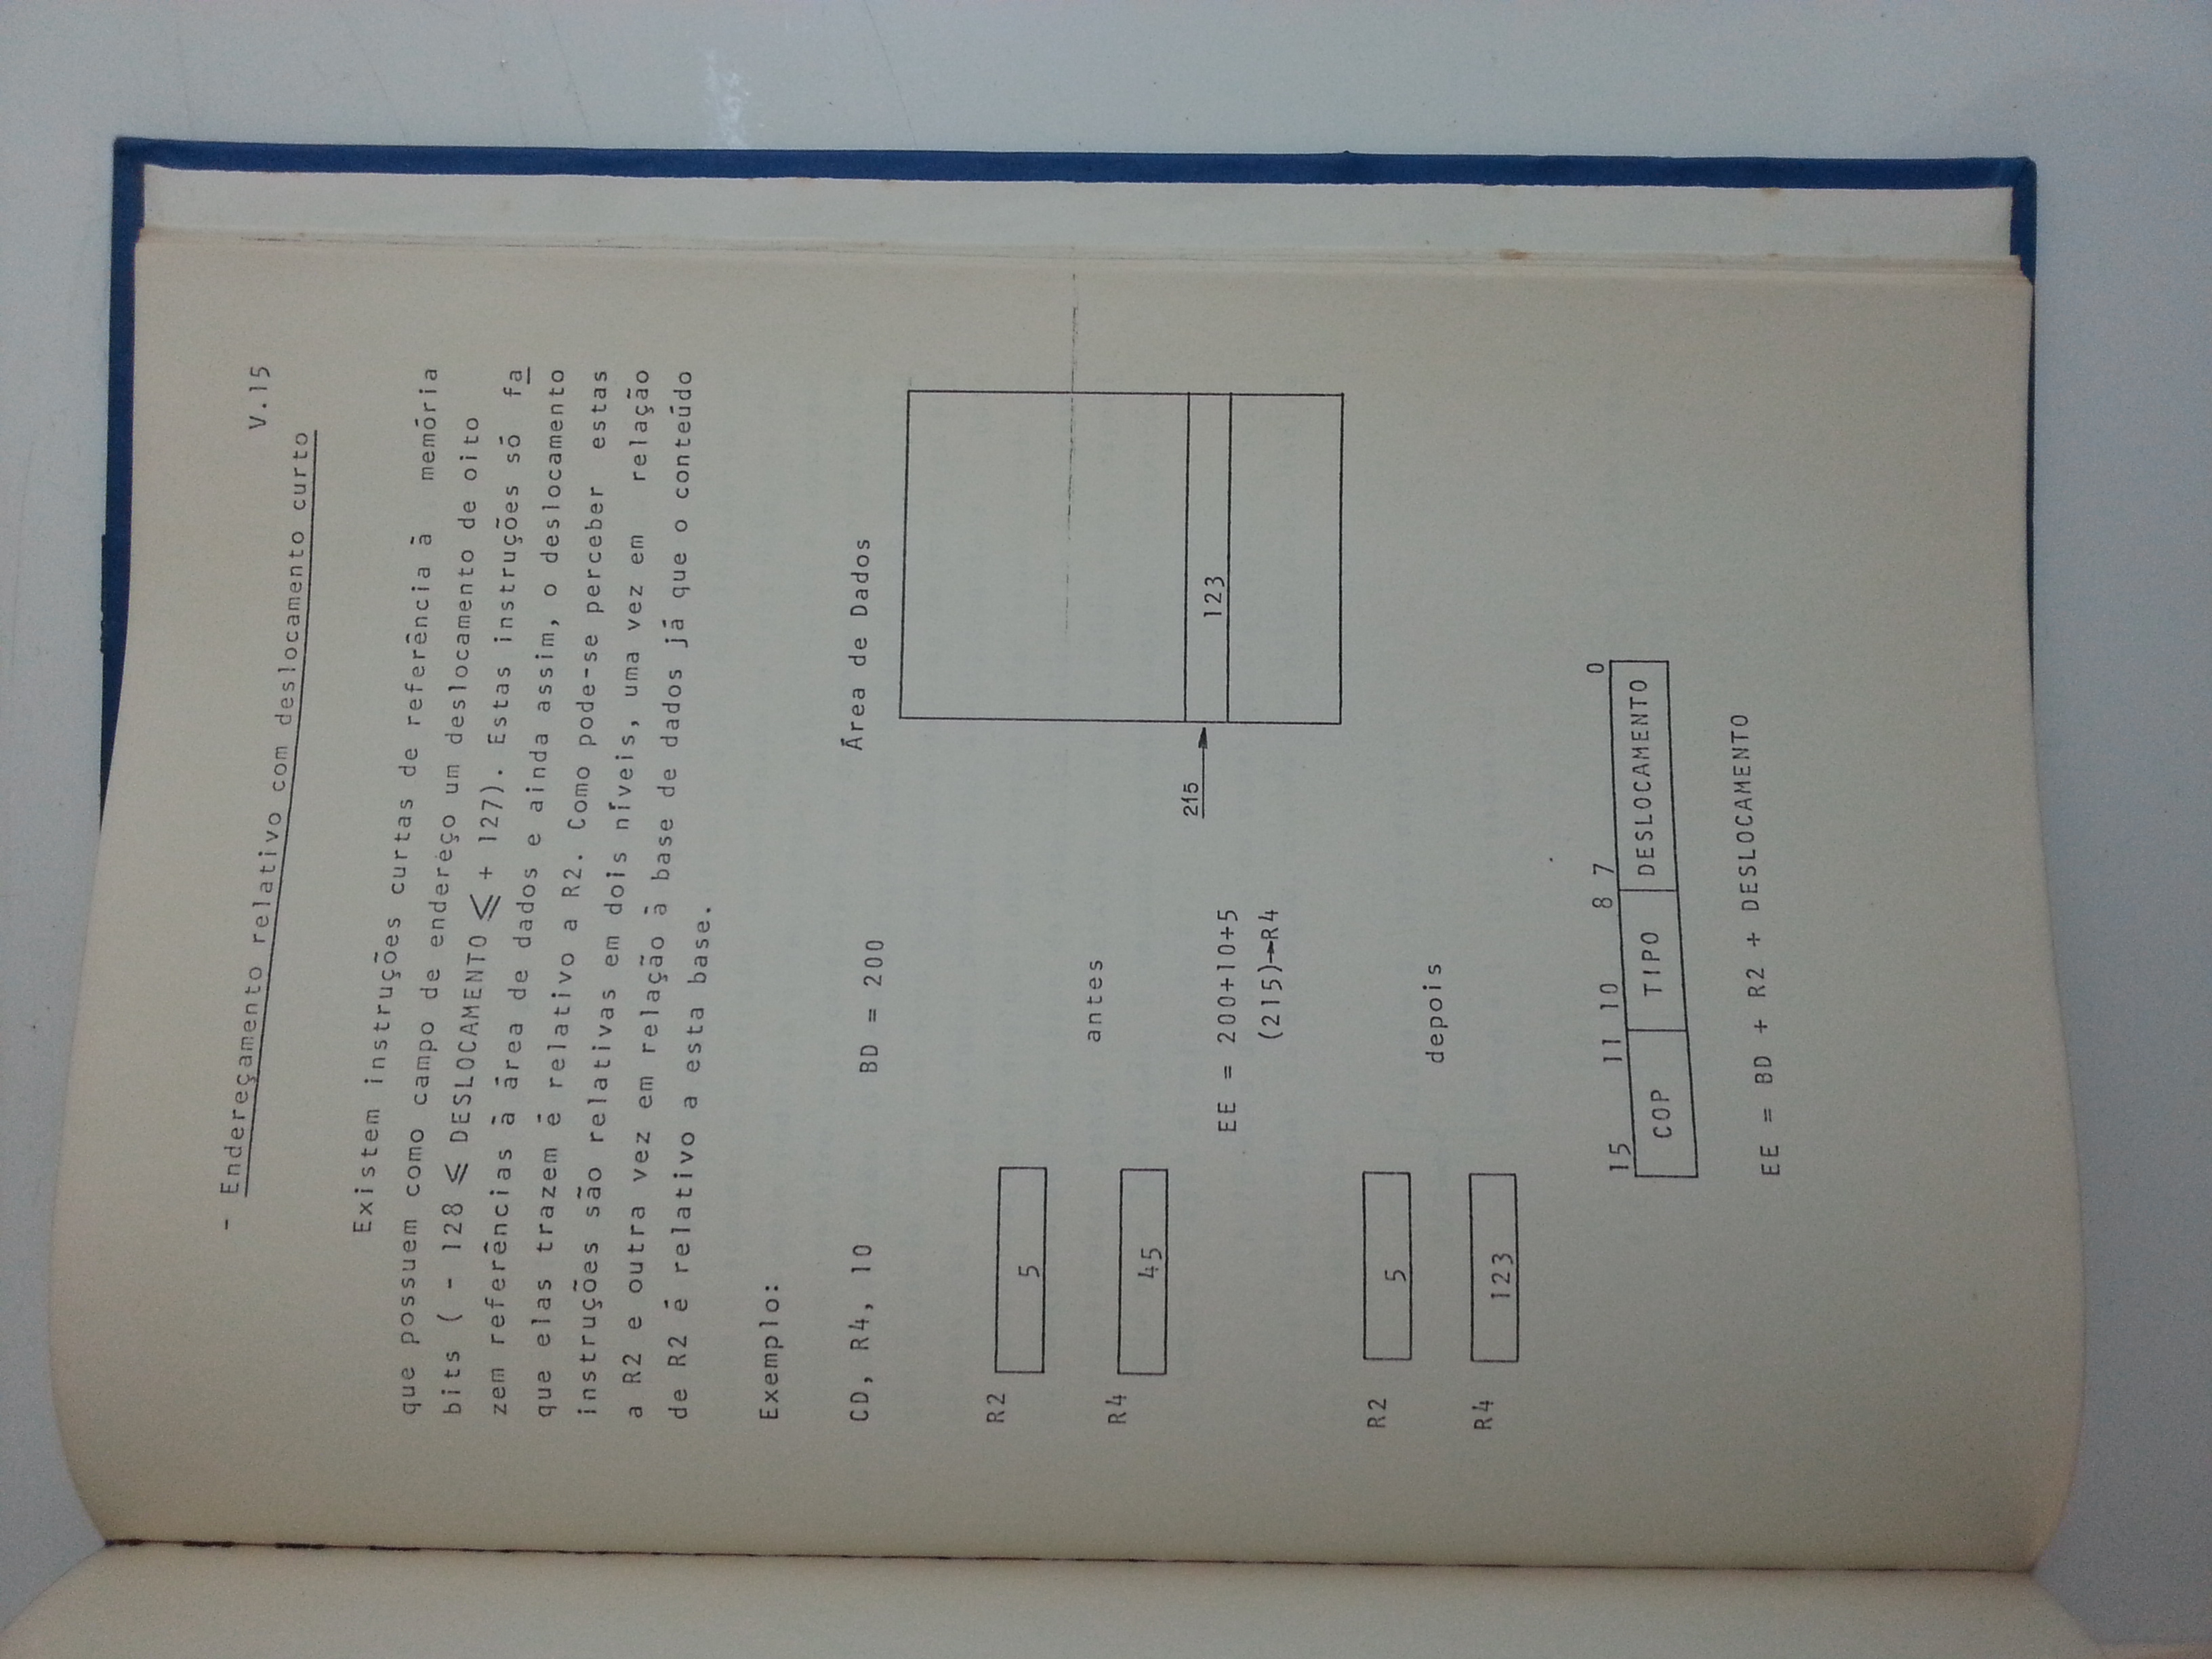 V.15
- Endereçamento relativo com deslocamento curto
Existem instruções curtas de referência à memória
que possuem como campo de endereço um deslocamento de oito
bits ( - 128 ⩽ DESLOCAMENTO ⩽ + 127). Estas instruções só fa
zem referências à área de dados e ainda assim, o deslocamento
que elas trazem é relativo a R2. Como pode-se perceber estas
instruções são relativas em dois níveis, uma vez em relação
a R2 e outra vez em relação à base de dados já que o conteúdo
de R2 é relativo a esta base.
Exemplo:
CD, R4, 10 BD = 200 Área de Dados
R2 5
antes
R4 45
215 123
EE = 200+10+5
(215)→R4
R2 5
depois
R4 123
15 11 10 8 7 0
COP TIPO DESLOCAMENTO
EE = BD + R2 + DESLOCAMENTO